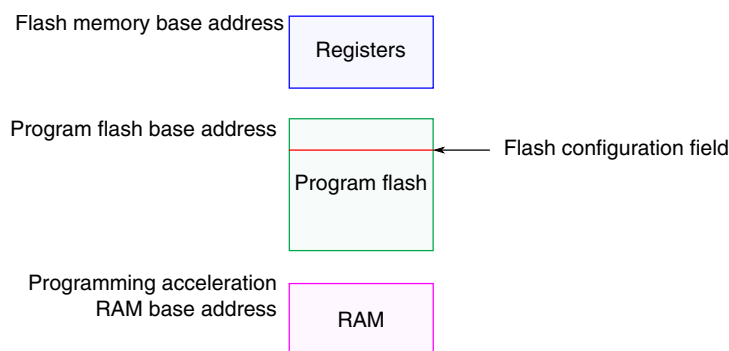 Flash memory base address
Registers
Program flash base address
Flash configuration field
Program flash
Programming acceleration
RAM base address
RAM